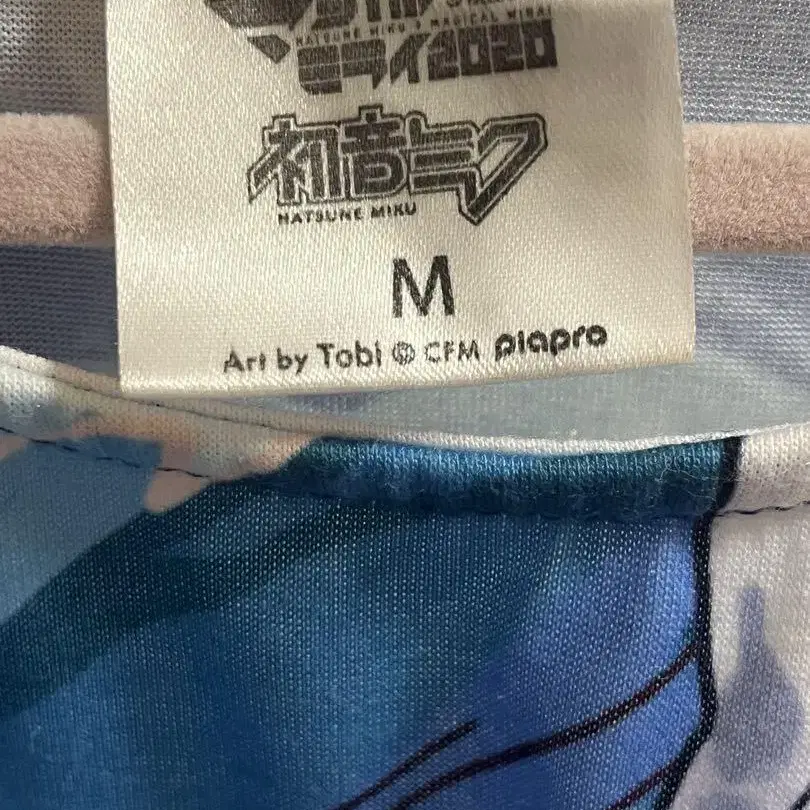 HATSUNE MIKU MAGICAL MIRAI
ミライ2020
初音ミク
HATSUNE MIKU
M
Art by Tobi © CFM piapro